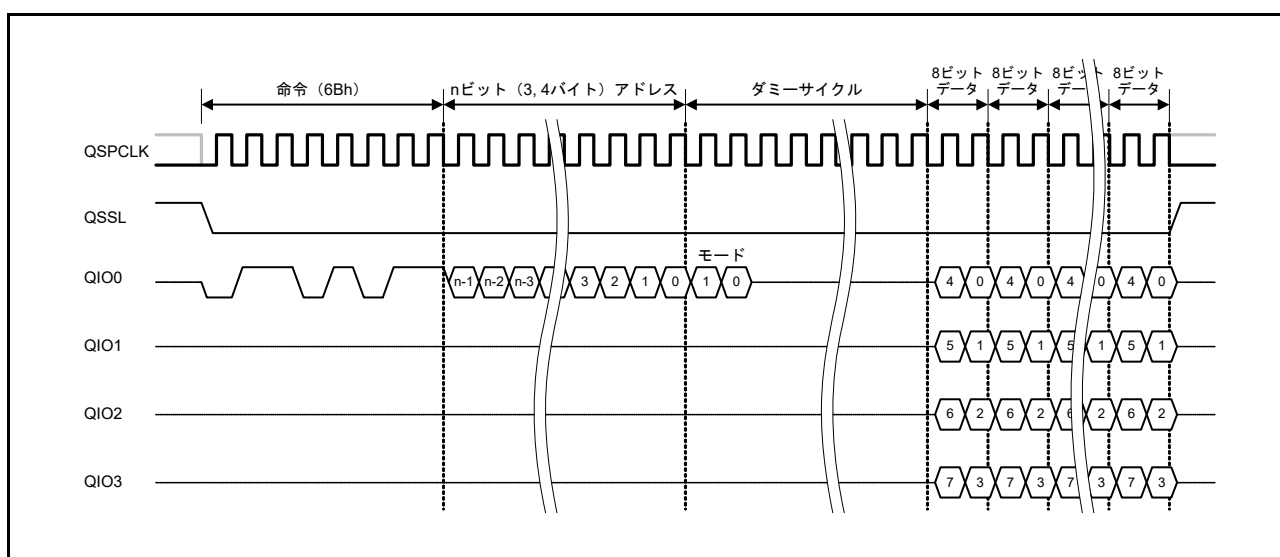 命令（6Bh）
nビット（3, 4バイト）アドレス
ダミーサイクル
8ビット
データ
8ビット
データ
8ビット
データ
8ビット
データ
QSPCLK
QSSL
モード
QIO0
n-1 n-2 n-3 3 2 1 0 1 0 4 0 4 0 4 0 4 0
QIO1
5 1 5 1 5 1 5 1
QIO2
6 2 6 2 6 2 6 2
QIO3
7 3 7 3 7 3 7 3